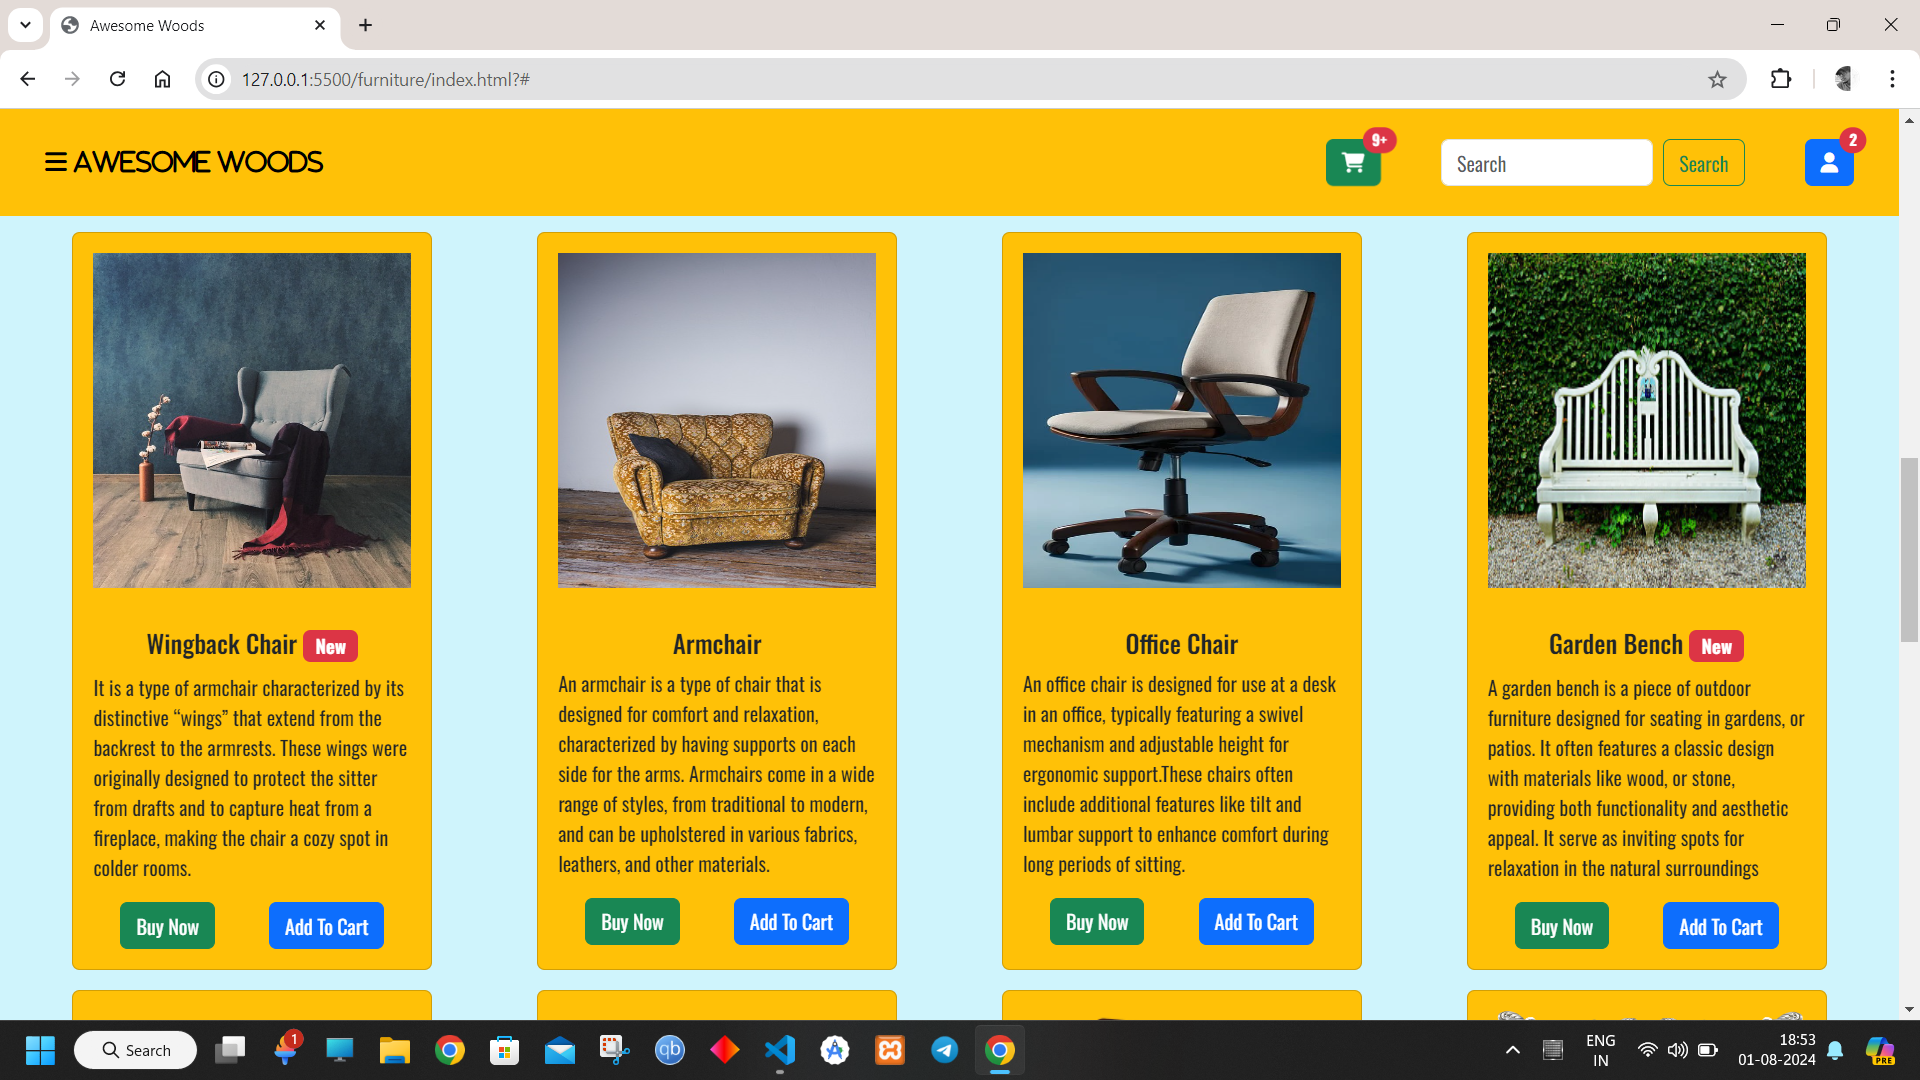 Awesome Woods
127.0.0.1:5500/furniture/index.html?#
AWESOME WOODS
9+
Search
Search
2
Wingback Chair New
It is a type of armchair characterized by its
distinctive “wings” that extend from the
backrest to the armrests. These wings were
originally designed to protect the sitter
from drafts and to capture heat from a
fireplace, making the chair a cozy spot in
colder rooms.
Buy Now
Add To Cart
Armchair
An armchair is a type of chair that is
designed for comfort and relaxation,
characterized by having supports on each
side for the arms. Armchairs come in a wide
range of styles, from traditional to modern,
and can be upholstered in various fabrics,
leathers, and other materials.
Buy Now
Add To Cart
Office Chair
An office chair is designed for use at a desk
in an office, typically featuring a swivel
mechanism and adjustable height for
ergonomic support.These chairs often
include additional features like tilt and
lumbar support to enhance comfort during
long periods of sitting.
Buy Now
Add To Cart
Garden Bench New
A garden bench is a piece of outdoor
furniture designed for seating in gardens, or
patios. It often features a classic design
with materials like wood, or stone,
providing both functionality and aesthetic
appeal. It serve as inviting spots for
relaxation in the natural surroundings
Buy Now
Add To Cart
Search
1
qb
ENG
IN
18:53
01-08-2024
PRE